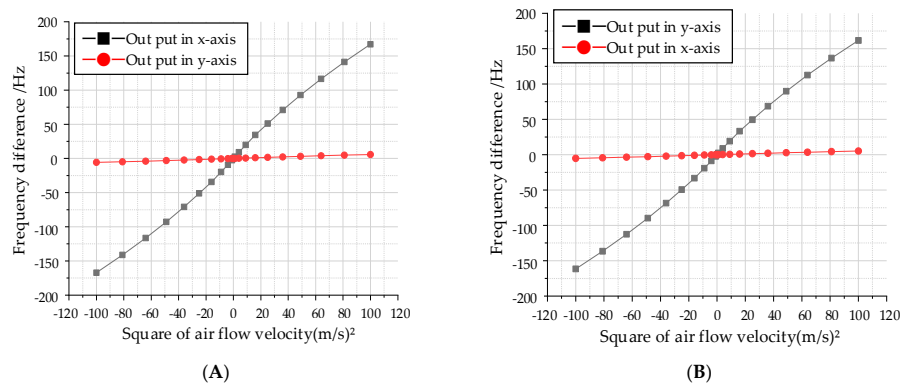 200
150
100
50
0
-50
-100
-150
-200
Frequency difference /Hz
Out put in x-axis
Out put in y-axis
-120 -100 -80 -60 -40 -20 0 20 40 60 80 100 120
Square of air flow velocity(m/s)²
(A)
200
150
100
50
0
-50
-100
-150
-200
Frequency difference /Hz
Out put in y-axis
Out put in x-axis
-120 -100 -80 -60 -40 -20 0 20 40 60 80 100 120
Square of air flow velocity(m/s)²
(B)